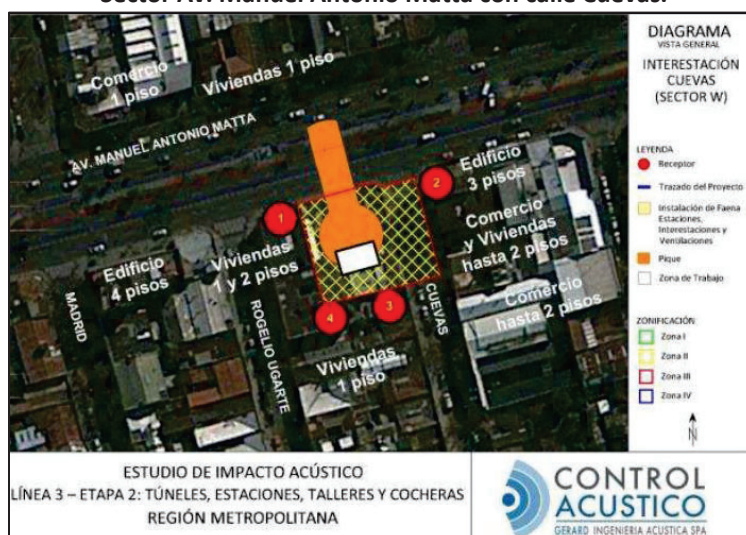 Sector Av. Manuel Antonio Matta con calle Cuevas.
Comercio
1 piso
Viviendas 1 piso
AV. MANUEL ANTONIO MATTA
Edificio
3 pisos
Comercio
y Viviendas
hasta 2 pisos
Comercio
hasta 2 pisos
Viviendas
1 y 2 pisos
Edificio
4 pisos
MADRID
ROGELIO UGARTE
CUEVAS
Viviendas
1 piso
1
2
3
4
DIAGRAMA
VISTA GENERAL
INTERESTACIÓN
CUEVAS
(SECTOR W)
LEYENDA
Receptor
Trazado del Proyecto
Instalación de Faena
Estaciones,
Interestaciones y
Ventilaciones
Pique
Zona de Trabajo
ZONIFICACIÓN
Zona I
Zona II
Zona III
Zona IV
N
ESTUDIO DE IMPACTO ACÚSTICO
LÍNEA 3 – ETAPA 2: TÚNELES, ESTACIONES, TALLERES Y COCHERAS
REGIÓN METROPOLITANA
CONTROL
ACUSTICO
GERARD INGENIERIA ACUSTICA SPA